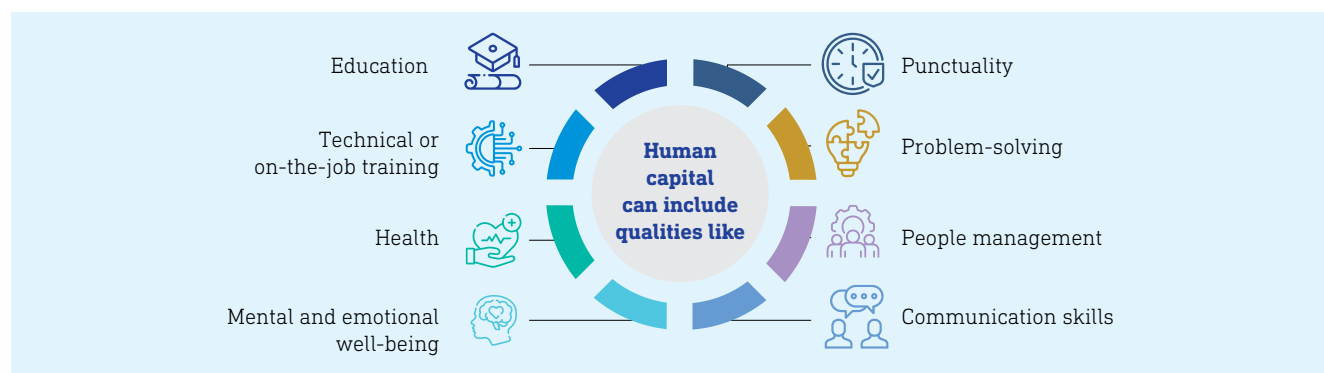 Education
Technical or
on-the-job training
Health
Mental and emotional
well-being
Human
capital
can include
qualities like
Punctuality
Problem-solving
People management
Communication skills